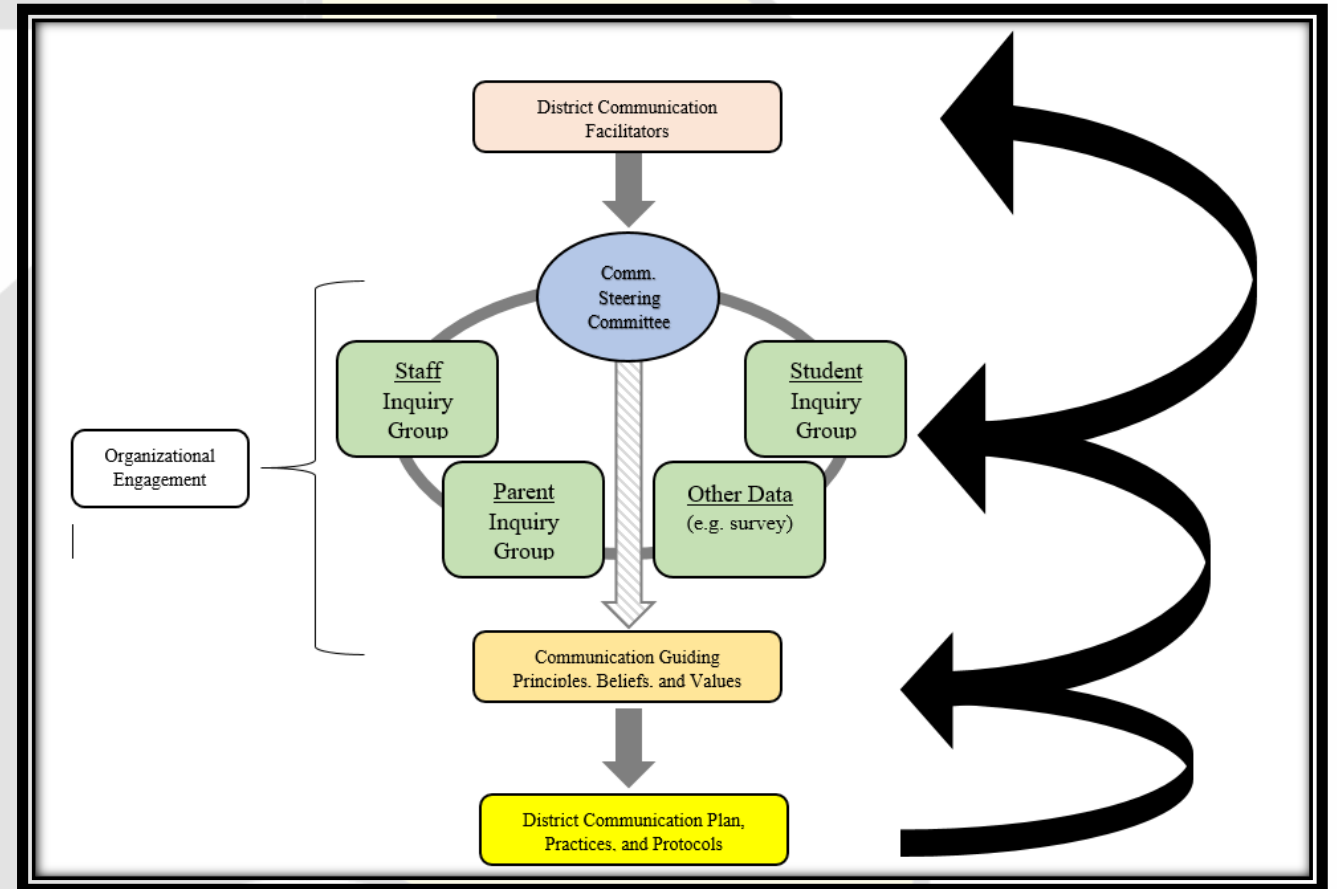 District Communication
Facilitators
Comm.
Steering
Committee
Staff
Inquiry
Group
Student
Inquiry
Group
Organizational
Engagement
Parent
Inquiry
Group
Other Data
(e.g. survey)
Communication Guiding
Principles, Beliefs, and Values
District Communication Plan,
Practices, and Protocols